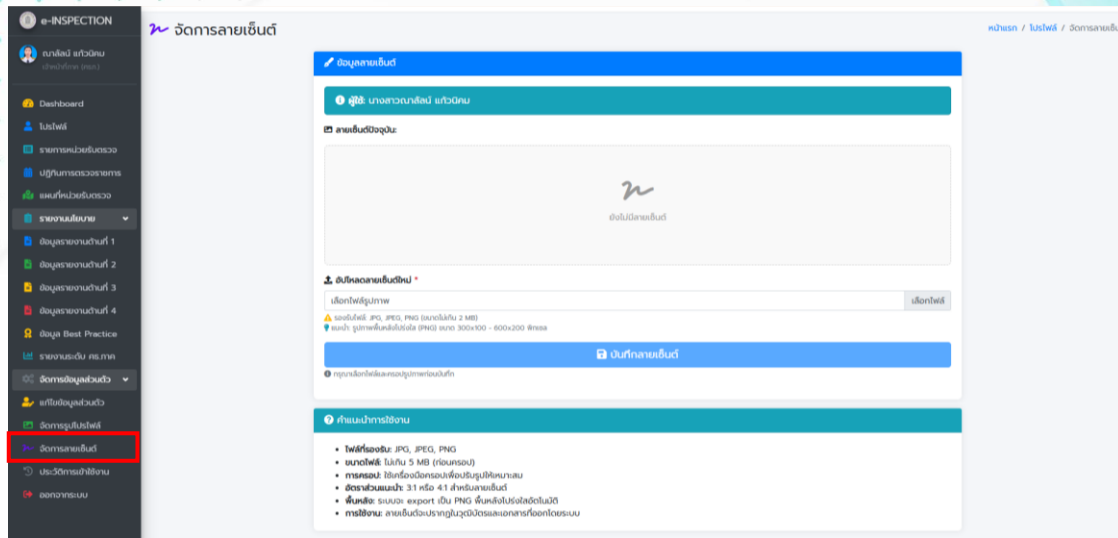 e-INSPECTION
ณาลัลน์ แก้วนิคม
Dashboard
โปรไฟล์
รายการหน่วยรับตรวจ
ปฏิทินการตรวจราชการ
แผนที่หน่วยรับตรวจ
รายงานนโยบาย
ข้อมูลรายงานด้านที่ 1
ข้อมูลรายงานด้านที่ 2
ข้อมูลรายงานด้านที่ 3
ข้อมูลรายงานด้านที่ 4
ข้อมูล Best Practice
รายงานระดับ ศธ.ภาค
จัดการข้อมูลส่วนตัว
แก้ไขข้อมูลส่วนตัว
จัดการรูปโปรไฟล์
จัดการลายเซ็นต์
ประวัติการเข้าใช้งาน
ออกจากระบบ
จัดการลายเซ็นต์
หน้าแรก / โปรไฟล์ / จัดการลายเซ็นต์
ข้อมูลลายเซ็นต์
ผู้ใช้: นางสาวณาลัลน์ แก้วนิคม
ลายเซ็นต์ปัจจุบัน:
ยังไม่มีลายเซ็นต์
อัปโหลดลายเซ็นต์ใหม่ *
เลือกไฟล์รูปภาพ เลือกไฟล์
รองรับไฟล์: JPG, JPEG, PNG (ขนาดไม่เกิน 2 MB)
แนะนำ: รูปภาพพื้นหลังโปร่งใส (PNG) ขนาด 300x100 - 600x200 พิกเซล
บันทึกลายเซ็นต์
กรุณาเลือกไฟล์และครอปรูปภาพก่อนบันทึก
คำแนะนำการใช้งาน
• ไฟล์ที่รองรับ: JPG, JPEG, PNG
• ขนาดไฟล์: ไม่เกิน 5 MB (ก่อนครอป)
• การครอป: ใช้เครื่องมือครอปเพื่อปรับรูปให้เหมาะสม
• อัตราส่วนแนะนำ: 3:1 หรือ 4:1 สำหรับลายเซ็นต์
• พื้นหลัง: ระบบจะ export เป็น PNG พื้นหลังโปร่งใสอัตโนมัติ
• การใช้งาน: ลายเซ็นต์จะปรากฏในวุฒิบัตรและเอกสารที่ออกโดยระบบ